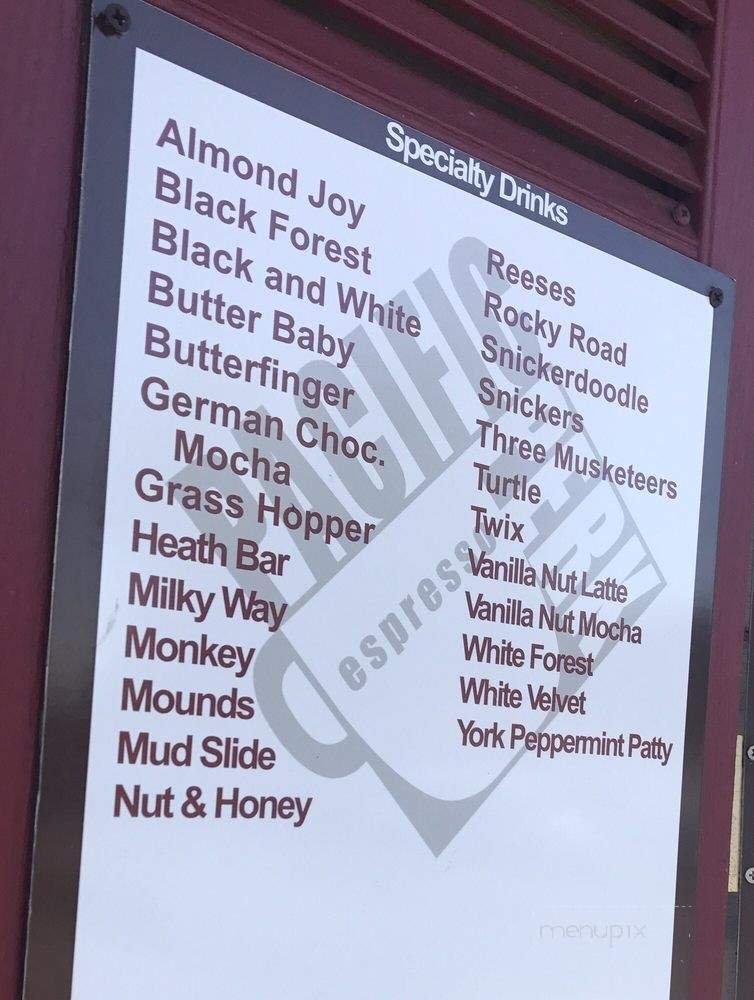 Specialty Drinks
Almond Joy
Black Forest
Black and White
Butter Baby
Butterfinger
German Choc.
Mocha
Grass Hopper
Heath Bar
Milky Way
Monkey
Mounds
Mud Slide
Nut & Honey
Reeses
Rocky Road
Snickerdoodle
Snickers
Three Musketeers
Turtle
Twix
Vanilla Nut Latte
Vanilla Nut Mocha
White Forest
White Velvet
York Peppermint Patty
PACIFIC
espresso
menupix